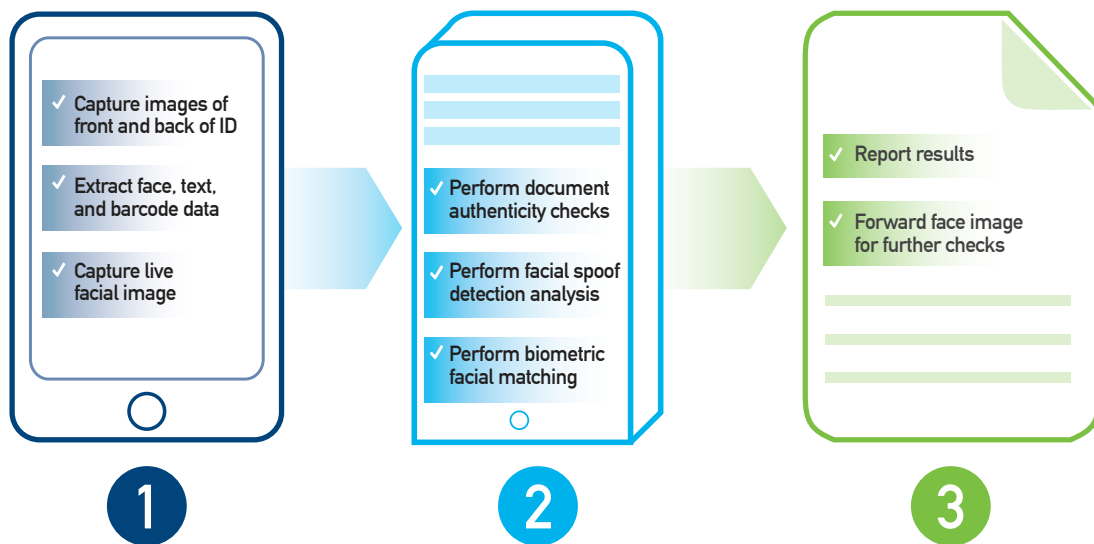 Capture images of
front and back of ID
Extract face, text,
and barcode data
Capture live
facial image
1
Perform document
authenticity checks
Perform facial spoof
detection analysis
Perform biometric
facial matching
2
Report results
Forward face image
for further checks
3